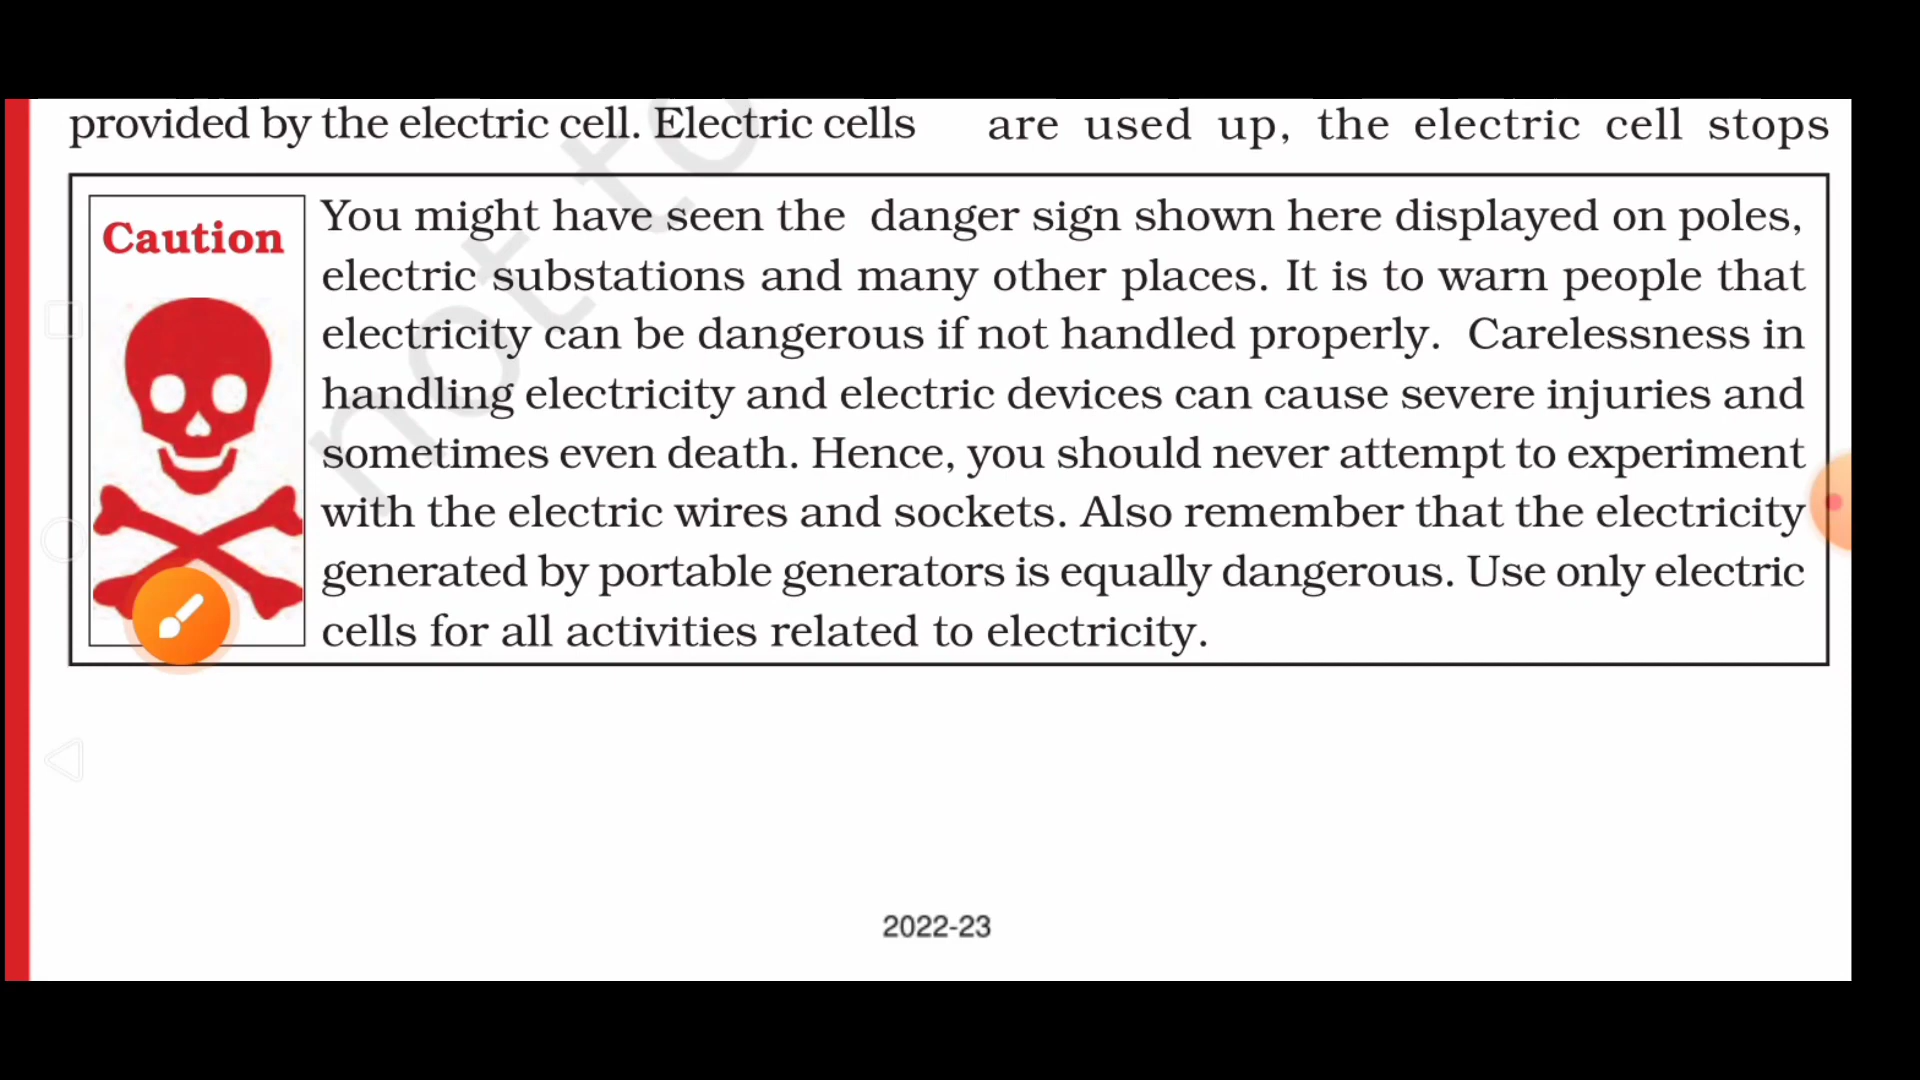 provided by the electric cell. Electric cells
are used up, the electric cell stops
Caution
You might have seen the danger sign shown here displayed on poles,
electric substations and many other places. It is to warn people that
electricity can be dangerous if not handled properly. Carelessness in
handling electricity and electric devices can cause severe injuries and
sometimes even death. Hence, you should never attempt to experiment
with the electric wires and sockets. Also remember that the electricity
generated by portable generators is equally dangerous. Use only electric
cells for all activities related to electricity.
not to
2022-23